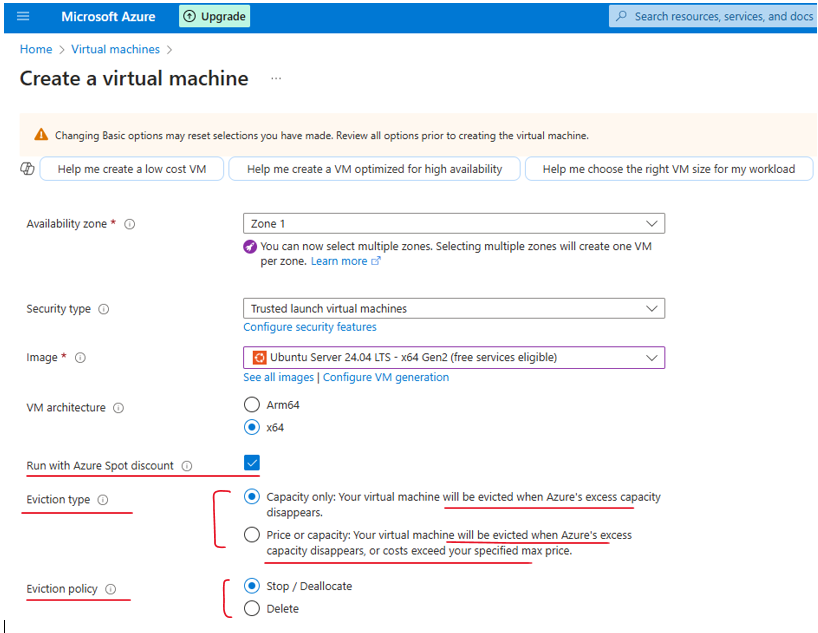 Microsoft Azure
Upgrade
Search resources, services, and docs
Home > Virtual machines >
Create a virtual machine ...
Changing Basic options may reset selections you have made. Review all options prior to creating the virtual machine.
Help me create a low cost VM
Help me create a VM optimized for high availability
Help me choose the right VM size for my workload
Availability zone *
Zone 1
You can now select multiple zones. Selecting multiple zones will create one VM
per zone. Learn more
Security type
Trusted launch virtual machines
Configure security features
Image *
Ubuntu Server 24.04 LTS - x64 Gen2 (free services eligible)
See all images | Configure VM generation
VM architecture
Arm64
x64
Run with Azure Spot discount
Eviction type
Capacity only: Your virtual machine will be evicted when Azure's excess capacity
disappears.
Price or capacity: Your virtual machine will be evicted when Azure's excess
capacity disappears, or costs exceed your specified max price.
Eviction policy
Stop / Deallocate
Delete